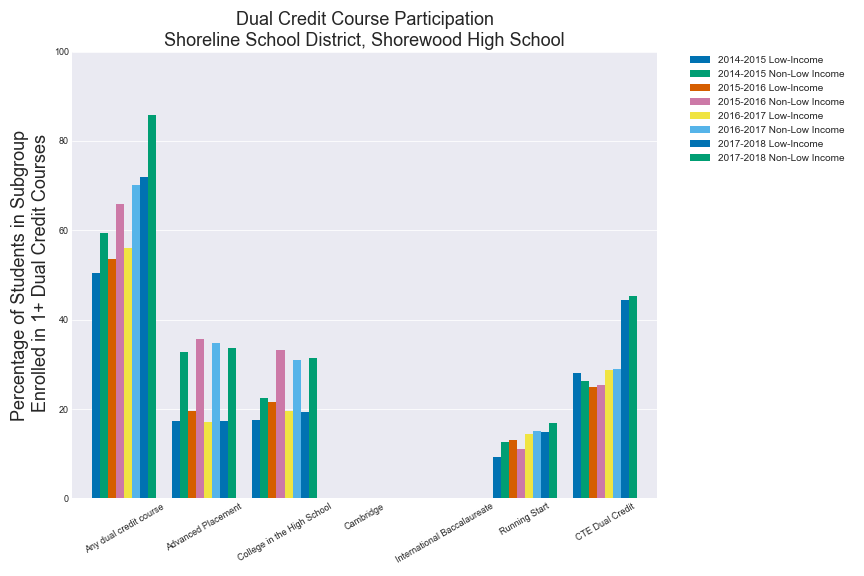 Dual Credit Course Participation
Shoreline School District, Shorewood High School
Percentage of Students in Subgroup
Enrolled in 1+ Dual Credit Courses
100
80
60
40
20
0
Any dual credit course
Advanced Placement
College in the High School
Cambridge
International Baccalaureate
Running Start
CTE Dual Credit
2014-2015 Low-Income
2014-2015 Non-Low Income
2015-2016 Low-Income
2015-2016 Non-Low Income
2016-2017 Low-Income
2016-2017 Non-Low Income
2017-2018 Low-Income
2017-2018 Non-Low Income